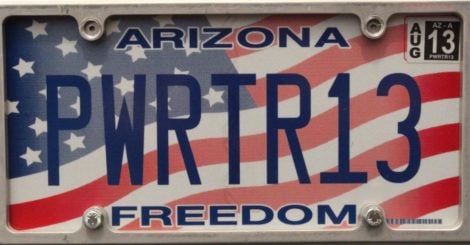 ARIZONA
AZ - A
AUG
13
PWRTR13
PWRTR13
FREEDOM